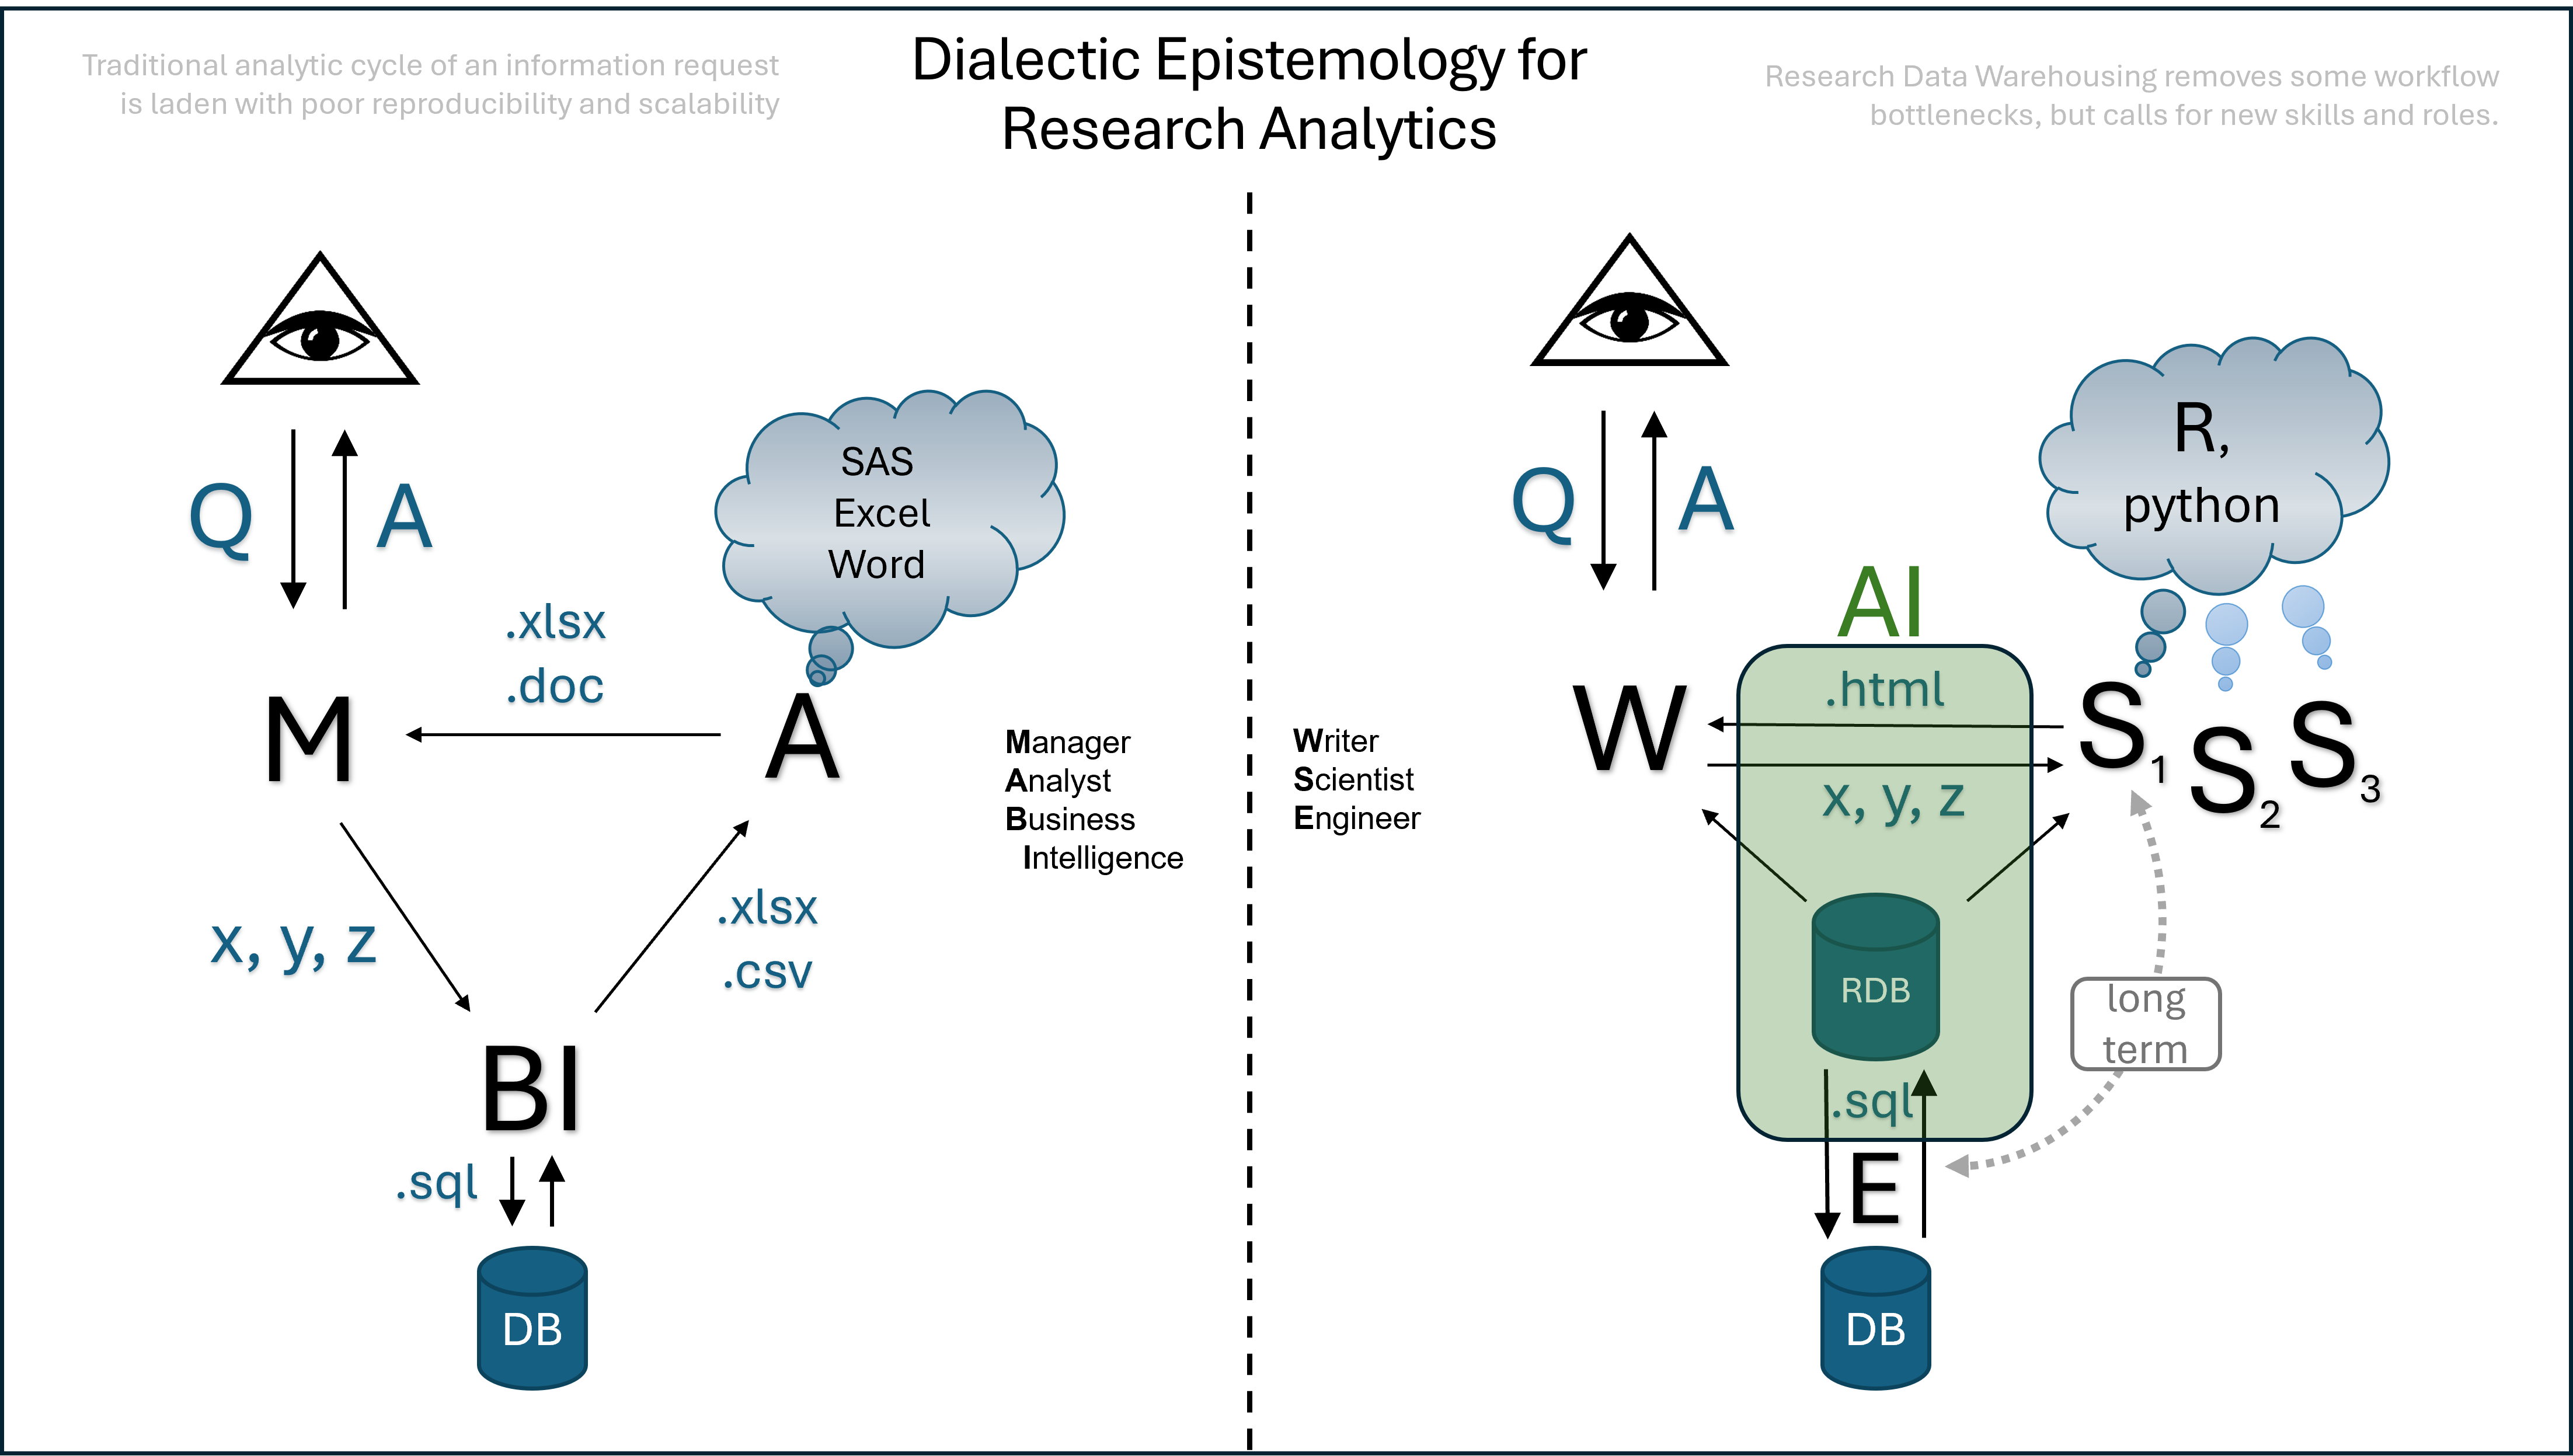 Dialectic Epistemology for
Research Analytics
Traditional analytic cycle of an information request
is laden with poor reproducibility and scalability
Q
A
SAS
Excel
Word
.xlsx
.doc
M
A
x, y, z
.xlsx
.csv
BI
.sql
DB
Manager
Analyst
Business
Intelligence
Research Data Warehousing removes some workflow
bottlenecks, but calls for new skills and roles.
Writer
Scientist
Engineer
Q
A
R,
python
AI
W
.html
x, y, z
S1
S2
S3
RDB
.sql
long
term
E
DB